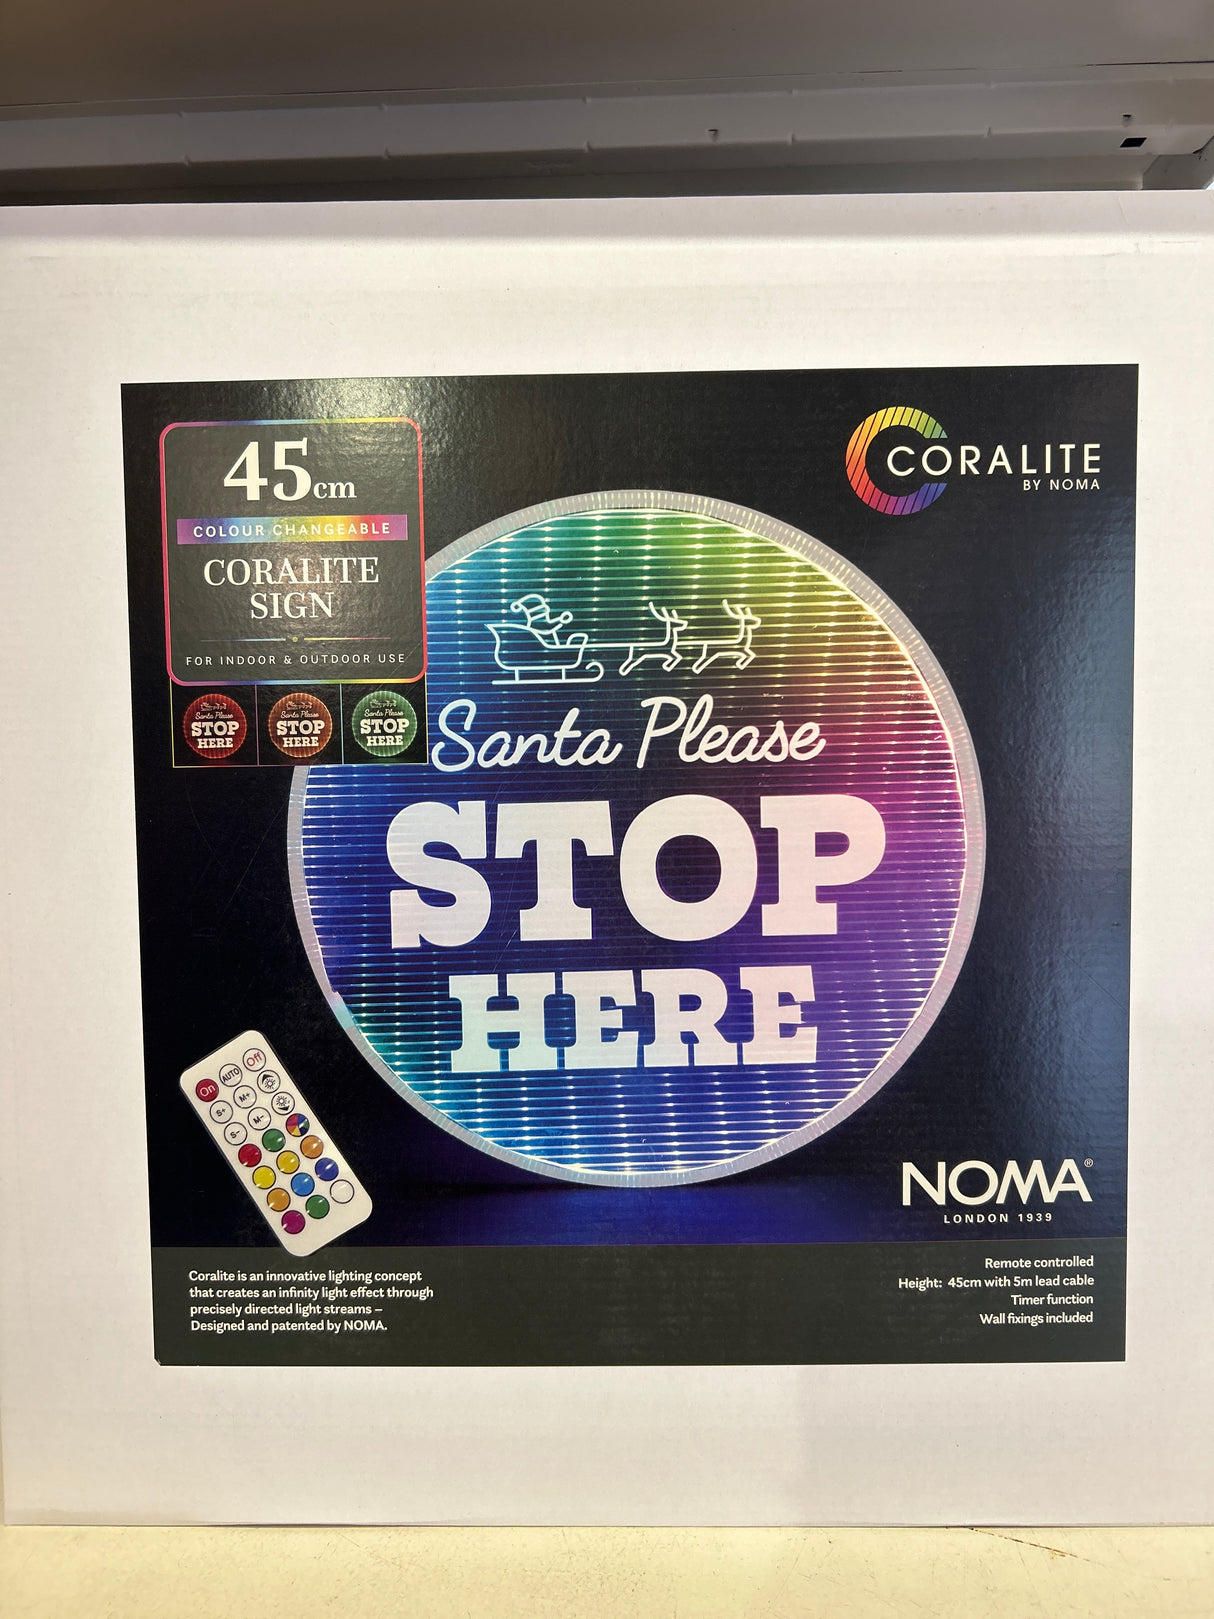 45cm
COLOUR CHANGEABLE
CORALITE
SIGN
FOR INDOOR & OUTDOOR USE
Santa Please
STOP
HERE
Santa Please
STOP
HERE
Santa Please
STOP
HERE
CORALITE
BY NOMA
Santa Please
STOP
HERE
On AUTO Off
S+ M+
S- M-
NOMA®
LONDON 1939
Coralite is an innovative lighting concept
that creates an infinity light effect through
precisely directed light streams –
Designed and patented by NOMA.
Remote controlled
Height: 45cm with 5m lead cable
Timer function
Wall fixings included